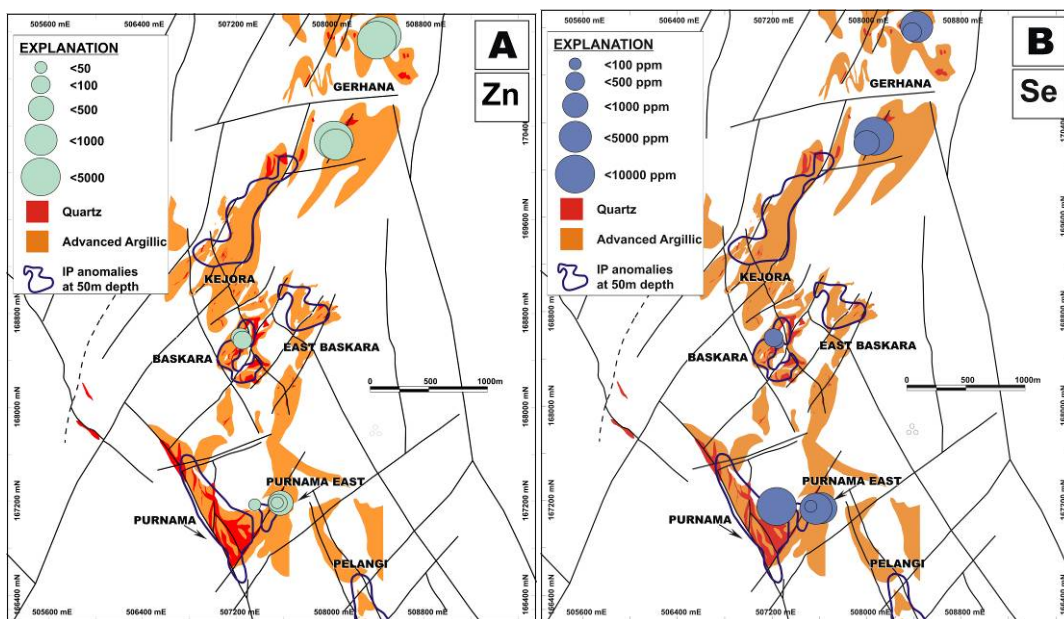 505600 mE
506400 mE
507200 mE
508000 mE
508800 mE
EXPLANATION
<50
<100
<500
<1000
<5000
Quartz
Advanced Argillic
IP anomalies
at 50m depth
A
Zn
GERHANA
170400
169600 mN
KEJORA
168800 mN
BASKARA
EAST BASKARA
0 500 1000m
168000 mN
PURNAMA EAST
167200 mN
PURNAMA
PELANGI
166400 mN
505600 mE
506400 mE
507200 mE
508000 mE
508800 mE
505600 mE
506400 mE
507200 mE
508000 mE
508800 mE
EXPLANATION
<100 ppm
<500 ppm
<1000 ppm
<5000 ppm
<10000 ppm
Quartz
Advanced Argillic
IP anomalies
at 50m depth
B
Se
GERHANA
170400
169600
KEJORA
168800 mN
BASKARA
EAST BASKARA
0 500 1000m
168000 mN
PURNAMA EAST
167200 mN
PURNAMA
PELANGI
166400 mN
505600 mE
506400 mE
507200 mE
508000 mE
508800 mE